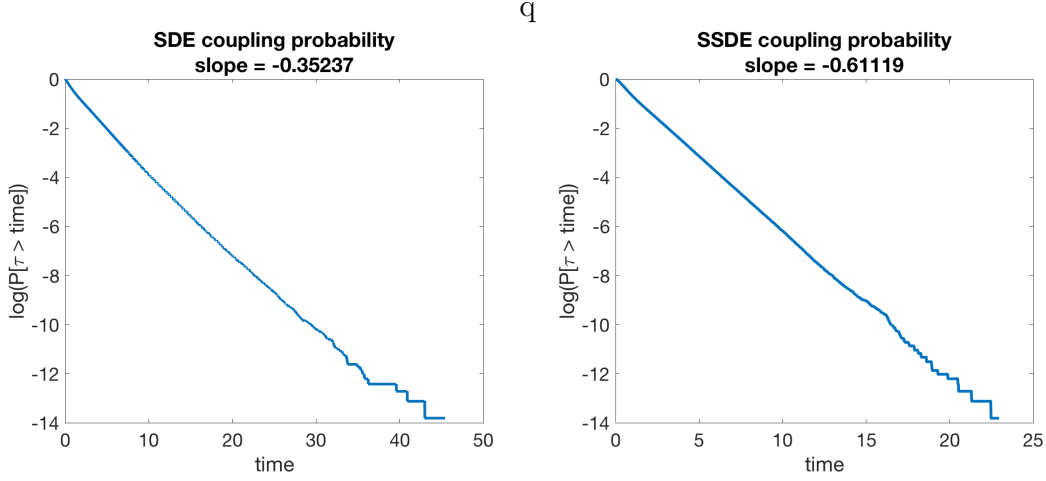 q
SDE coupling probability
slope = -0.35237
0
-2
-4
-6
-8
-10
-12
-14
log(P[τ > time])
0 10 20 30 40 50
time
SSDE coupling probability
slope = -0.61119
0
-2
-4
-6
-8
-10
-12
-14
log(P[τ > time])
0 5 10 15 20 25
time